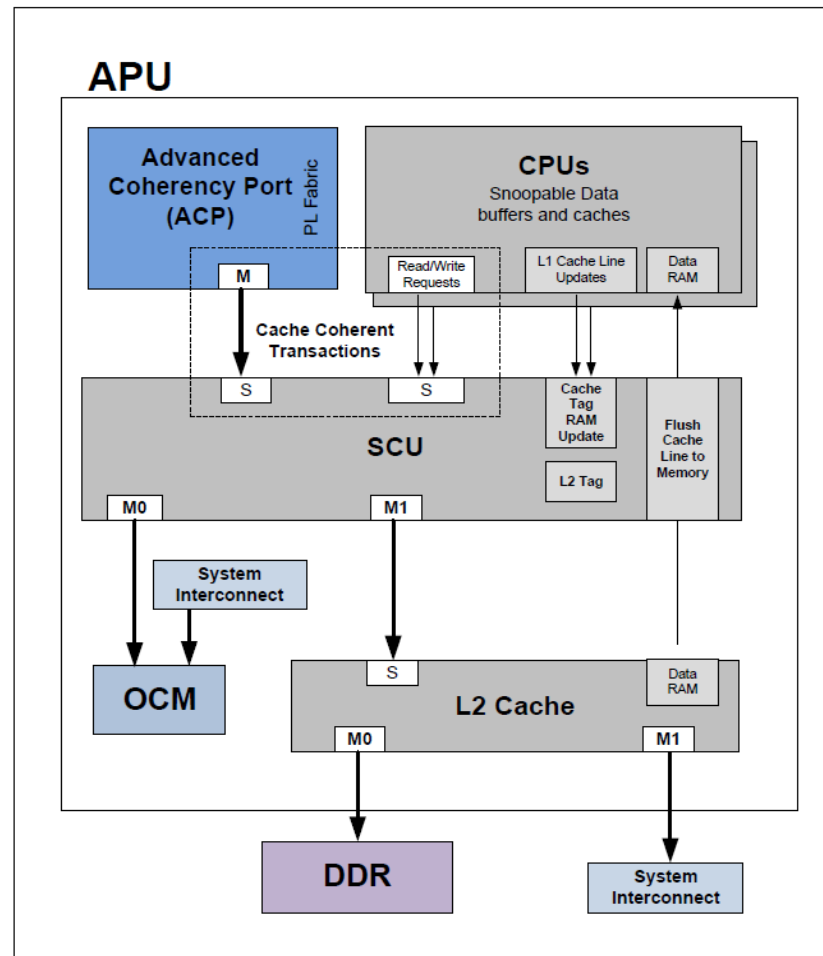 APU
Advanced
Coherency Port
(ACP)
PL Fabric
M
CPUs
Snoopable Data
buffers and caches
Read/Write
Requests
L1 Cache Line
Updates
Data
RAM
Cache Coherent
Transactions
S
S
Cache
Tag
RAM
Update
Flush
Cache
Line to
Memory
SCU
L2 Tag
M0
M1
System
Interconnect
OCM
S
Data
RAM
L2 Cache
M0
M1
DDR
System
Interconnect